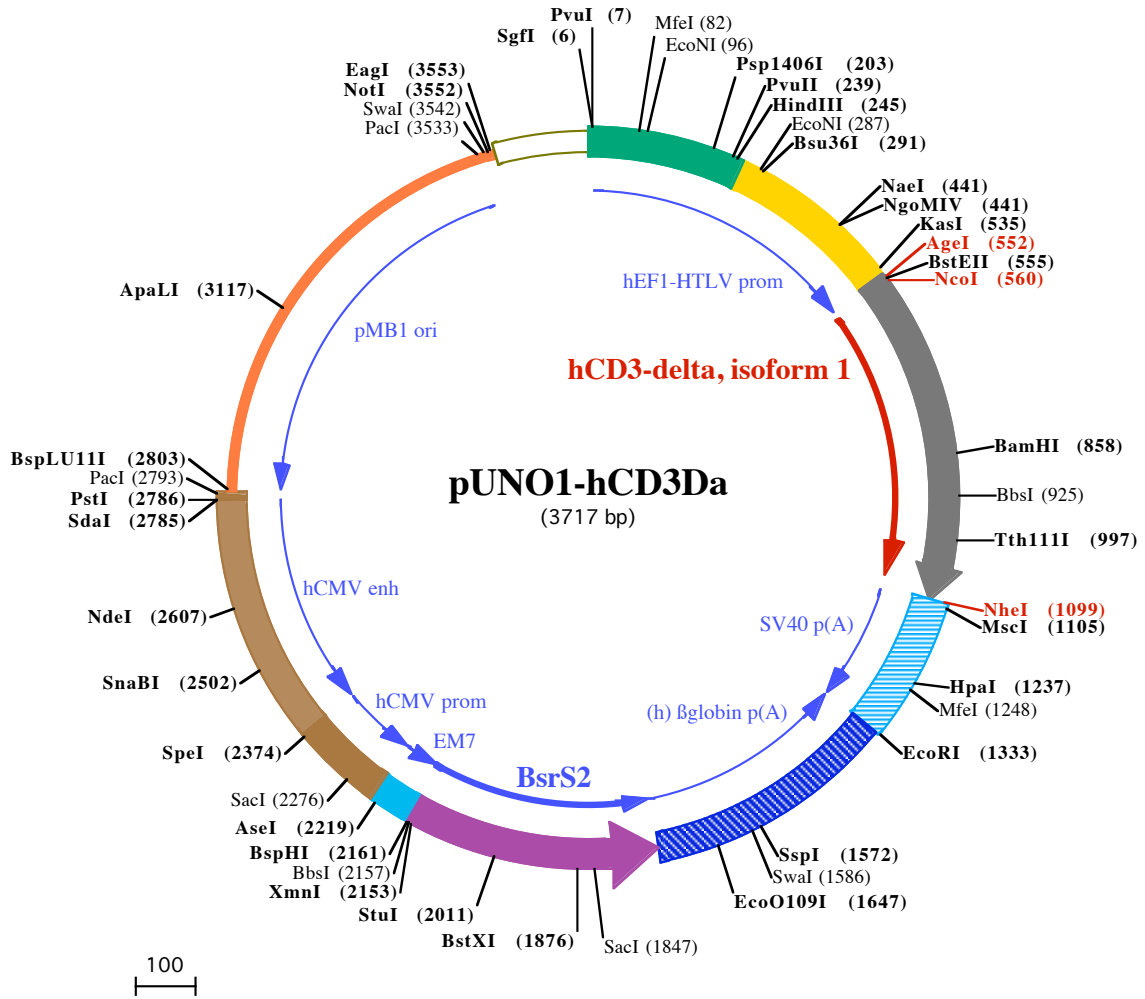 PvuI (7)
SgfI (6)
MfeI (82)
EcoNI (96)
Psp1406I (203)
PvuII (239)
HindIII (245)
EcoNI (287)
Bsu36I (291)
NaeI (441)
NgoMIV (441)
KasI (535)
AgeI (552)
BstEII (555)
NcoI (560)
BamHI (858)
BbsI (925)
Tth111I (997)
NheI (1099)
MscI (1105)
HpaI (1237)
MfeI (1248)
EcoRI (1333)
SspI (1572)
SwaI (1586)
EcoO109I (1647)
SacI (1847)
BstXI (1876)
StuI (2011)
XmnI (2153)
BbsI (2157)
BspHI (2161)
AseI (2219)
SacI (2276)
SpeI (2374)
SnaBI (2502)
NdeI (2607)
SdaI (2785)
PstI (2786)
PacI (2793)
BspLU11I (2803)
ApaLI (3117)
PacI (3533)
SwaI (3542)
NotI (3552)
EagI (3553)
hEF1-HTLV prom
hCD3-delta, isoform 1
SV40 p(A)
(h) ßglobin p(A)
BsrS2
EM7
hCMV prom
hCMV enh
pMB1 ori
pUNO1-hCD3Da
(3717 bp)
100